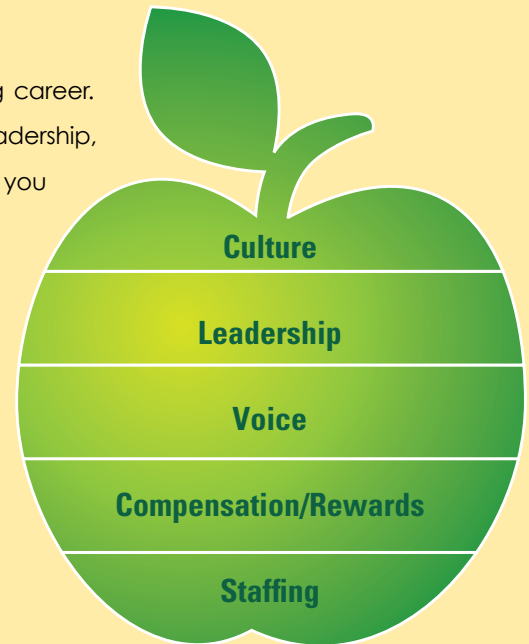 g career.
adership,
you
Culture
Leadership
Voice
Compensation/Rewards
Staffing